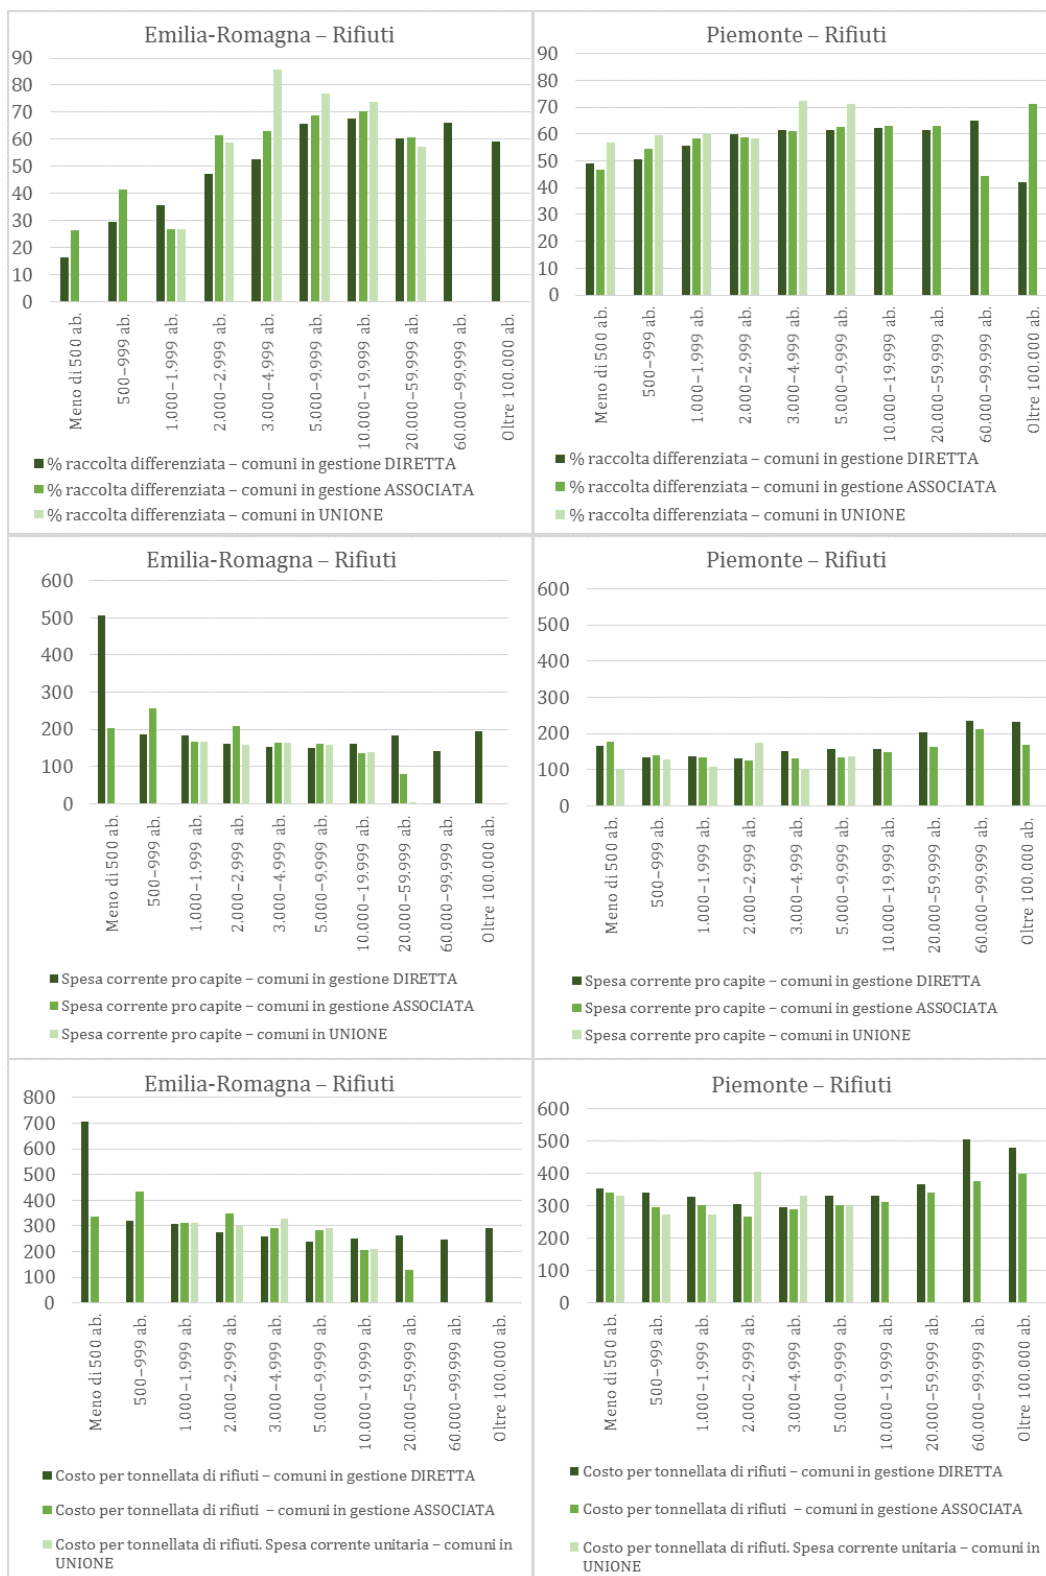 Emilia-Romagna – Rifiuti
90
80
70
60
50
40
30
20
10
0
Meno di 500 ab.
500–999 ab.
1.000–1.999 ab.
2.000–2.999 ab.
3.000–4.999 ab.
5.000–9.999 ab.
10.000–19.999 ab.
20.000–59.999 ab.
60.000–99.999 ab.
Oltre 100.000 ab.
% raccolta differenziata – comuni in gestione DIRETTA
% raccolta differenziata – comuni in gestione ASSOCIATA
% raccolta differenziata – comuni in UNIONE
Piemonte – Rifiuti
90
80
70
60
50
40
30
20
10
0
Meno di 500 ab.
500–999 ab.
1.000–1.999 ab.
2.000–2.999 ab.
3.000–4.999 ab.
5.000–9.999 ab.
10.000–19.999 ab.
20.000–59.999 ab.
60.000–99.999 ab.
Oltre 100.000 ab.
% raccolta differenziata – comuni in gestione DIRETTA
% raccolta differenziata – comuni in gestione ASSOCIATA
% raccolta differenziata – comuni in UNIONE
Emilia-Romagna – Rifiuti
600
500
400
300
200
100
0
Meno di 500 ab.
500–999 ab.
1.000–1.999 ab.
2.000–2.999 ab.
3.000–4.999 ab.
5.000–9.999 ab.
10.000–19.999 ab.
20.000–59.999 ab.
60.000–99.999 ab.
Oltre 100.000 ab.
Spesa corrente pro capite – comuni in gestione DIRETTA
Spesa corrente pro capite – comuni in gestione ASSOCIATA
Spesa corrente pro capite – comuni in UNIONE
Piemonte – Rifiuti
600
500
400
300
200
100
0
Meno di 500 ab.
500–999 ab.
1.000–1.999 ab.
2.000–2.999 ab.
3.000–4.999 ab.
5.000–9.999 ab.
10.000–19.999 ab.
20.000–59.999 ab.
60.000–99.999 ab.
Oltre 100.000 ab.
Spesa corrente pro capite – comuni in gestione DIRETTA
Spesa corrente pro capite – comuni in gestione ASSOCIATA
Spesa corrente pro capite – comuni in UNIONE
Emilia-Romagna – Rifiuti
800
700
600
500
400
300
200
100
0
Meno di 500 ab.
500–999 ab.
1.000–1.999 ab.
2.000–2.999 ab.
3.000–4.999 ab.
5.000–9.999 ab.
10.000–19.999 ab.
20.000–59.999 ab.
60.000–99.999 ab.
Oltre 100.000 ab.
Costo per tonnellata di rifiuti – comuni in gestione DIRETTA
Costo per tonnellata di rifiuti – comuni in gestione ASSOCIATA
Costo per tonnellata di rifiuti. Spesa corrente unitaria – comuni in
UNIONE
Piemonte – Rifiuti
600
500
400
300
200
100
0
Meno di 500 ab.
500–999 ab.
1.000–1.999 ab.
2.000–2.999 ab.
3.000–4.999 ab.
5.000–9.999 ab.
10.000–19.999 ab.
20.000–59.999 ab.
60.000–99.999 ab.
Oltre 100.000 ab.
Costo per tonnellata di rifiuti – comuni in gestione DIRETTA
Costo per tonnellata di rifiuti – comuni in gestione ASSOCIATA
Costo per tonnellata di rifiuti. Spesa corrente unitaria – comuni in
UNIONE